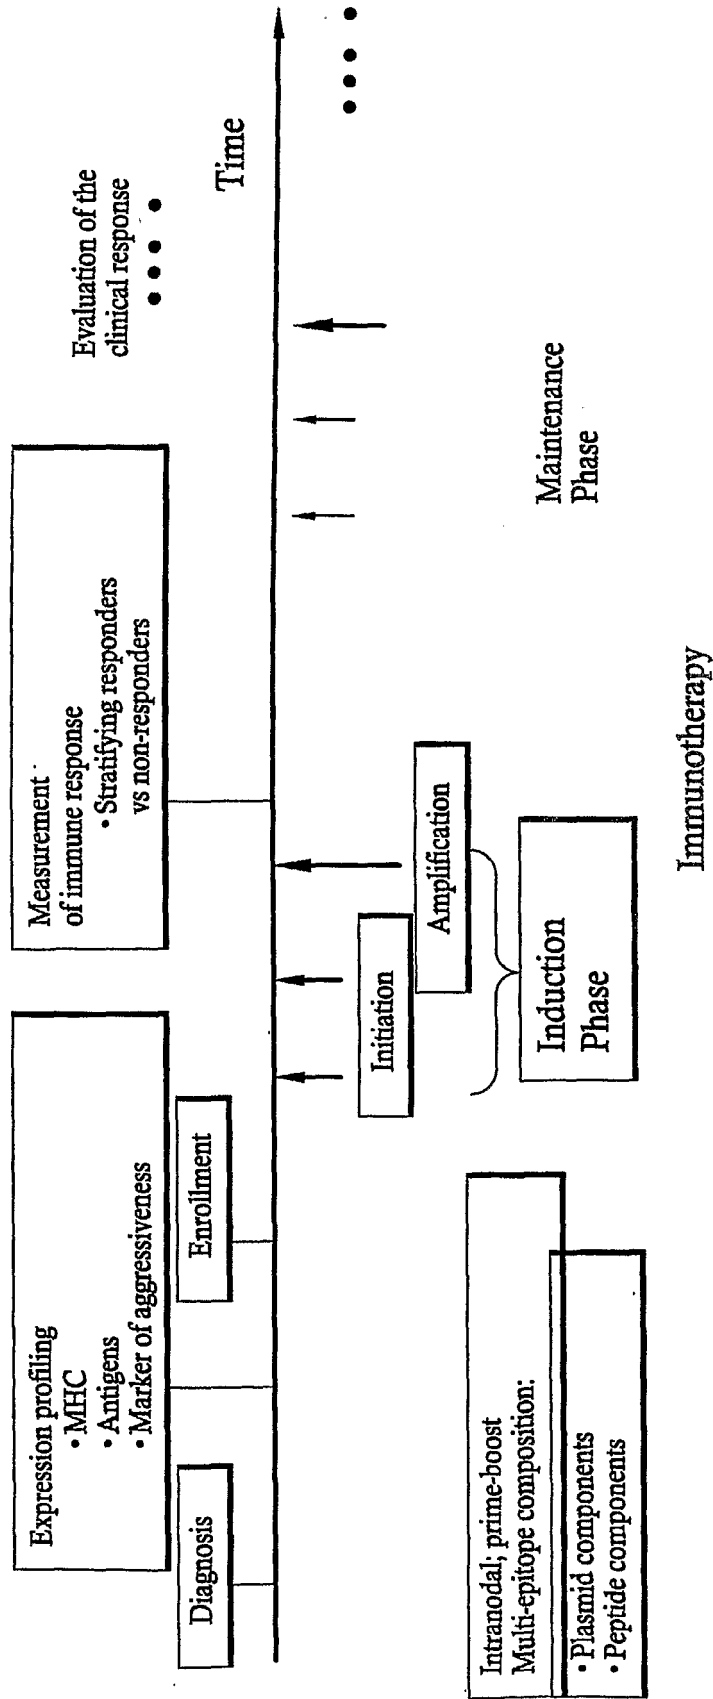 Expression profiling
• MHC
• Antigens
• Marker of aggressiveness
Measurement
of immune response
• Stratifying responders
vs non-responders
Evaluation of the
clinical response
Diagnosis
Enrollment
Time
Initiation
Amplification
Intranodal; prime-boost
Multi-epitope composition:
• Plasmid components
• Peptide components
Induction
Phase
Maintenance
Phase
Immunotherapy